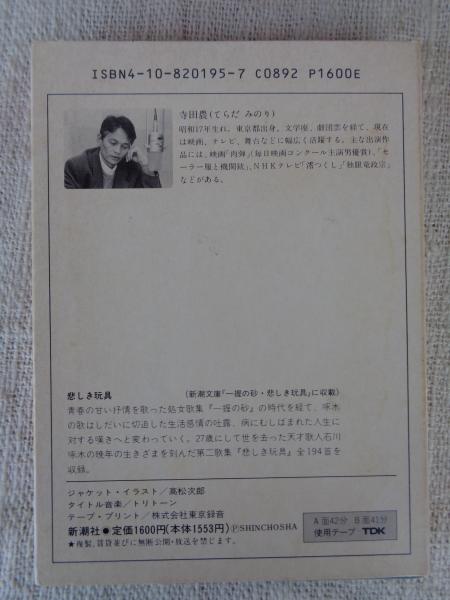 ISBN4-10-820195-7 C0892 P1600E
寺田農(てらだ みのり)
昭和17年生れ。東京都出身。文学座、劇団雲を経て、現在
は映画、テレビ、舞台などに幅広く活躍する。主な出演作
品には、映画「肉弾」(毎日映画コンクール主演男優賞)、「セ
ーラー服と機関銃」、NHKテレビ「澪つくし」「独眼竜政宗」
などがある。
悲しき玩具 (新潮文庫『一握の砂・悲しき玩具』に収載)
青春の甘い抒情を歌った処女歌集『一握の砂』の時代を経て、啄木
の歌はしだいに切迫した生活感情の吐露、病にむしばまれた人生に
対する嘆きへと変わっていく。27歳にして世を去った天才歌人石川
啄木の晩年の生きざまを刻んだ第二歌集『悲しき玩具』全194首を
収録。
ジャケット・イラスト/高松次郎
タイトル音楽/トリトーン
テープ・プリント/株式会社東京録音
新潮社●定価1600円(本体1553円) ⓅSHINCHOSHA
★複製、賃貸並びに無断公開・放送を禁じます。
A面42分 B面41分
使用テープ TDK